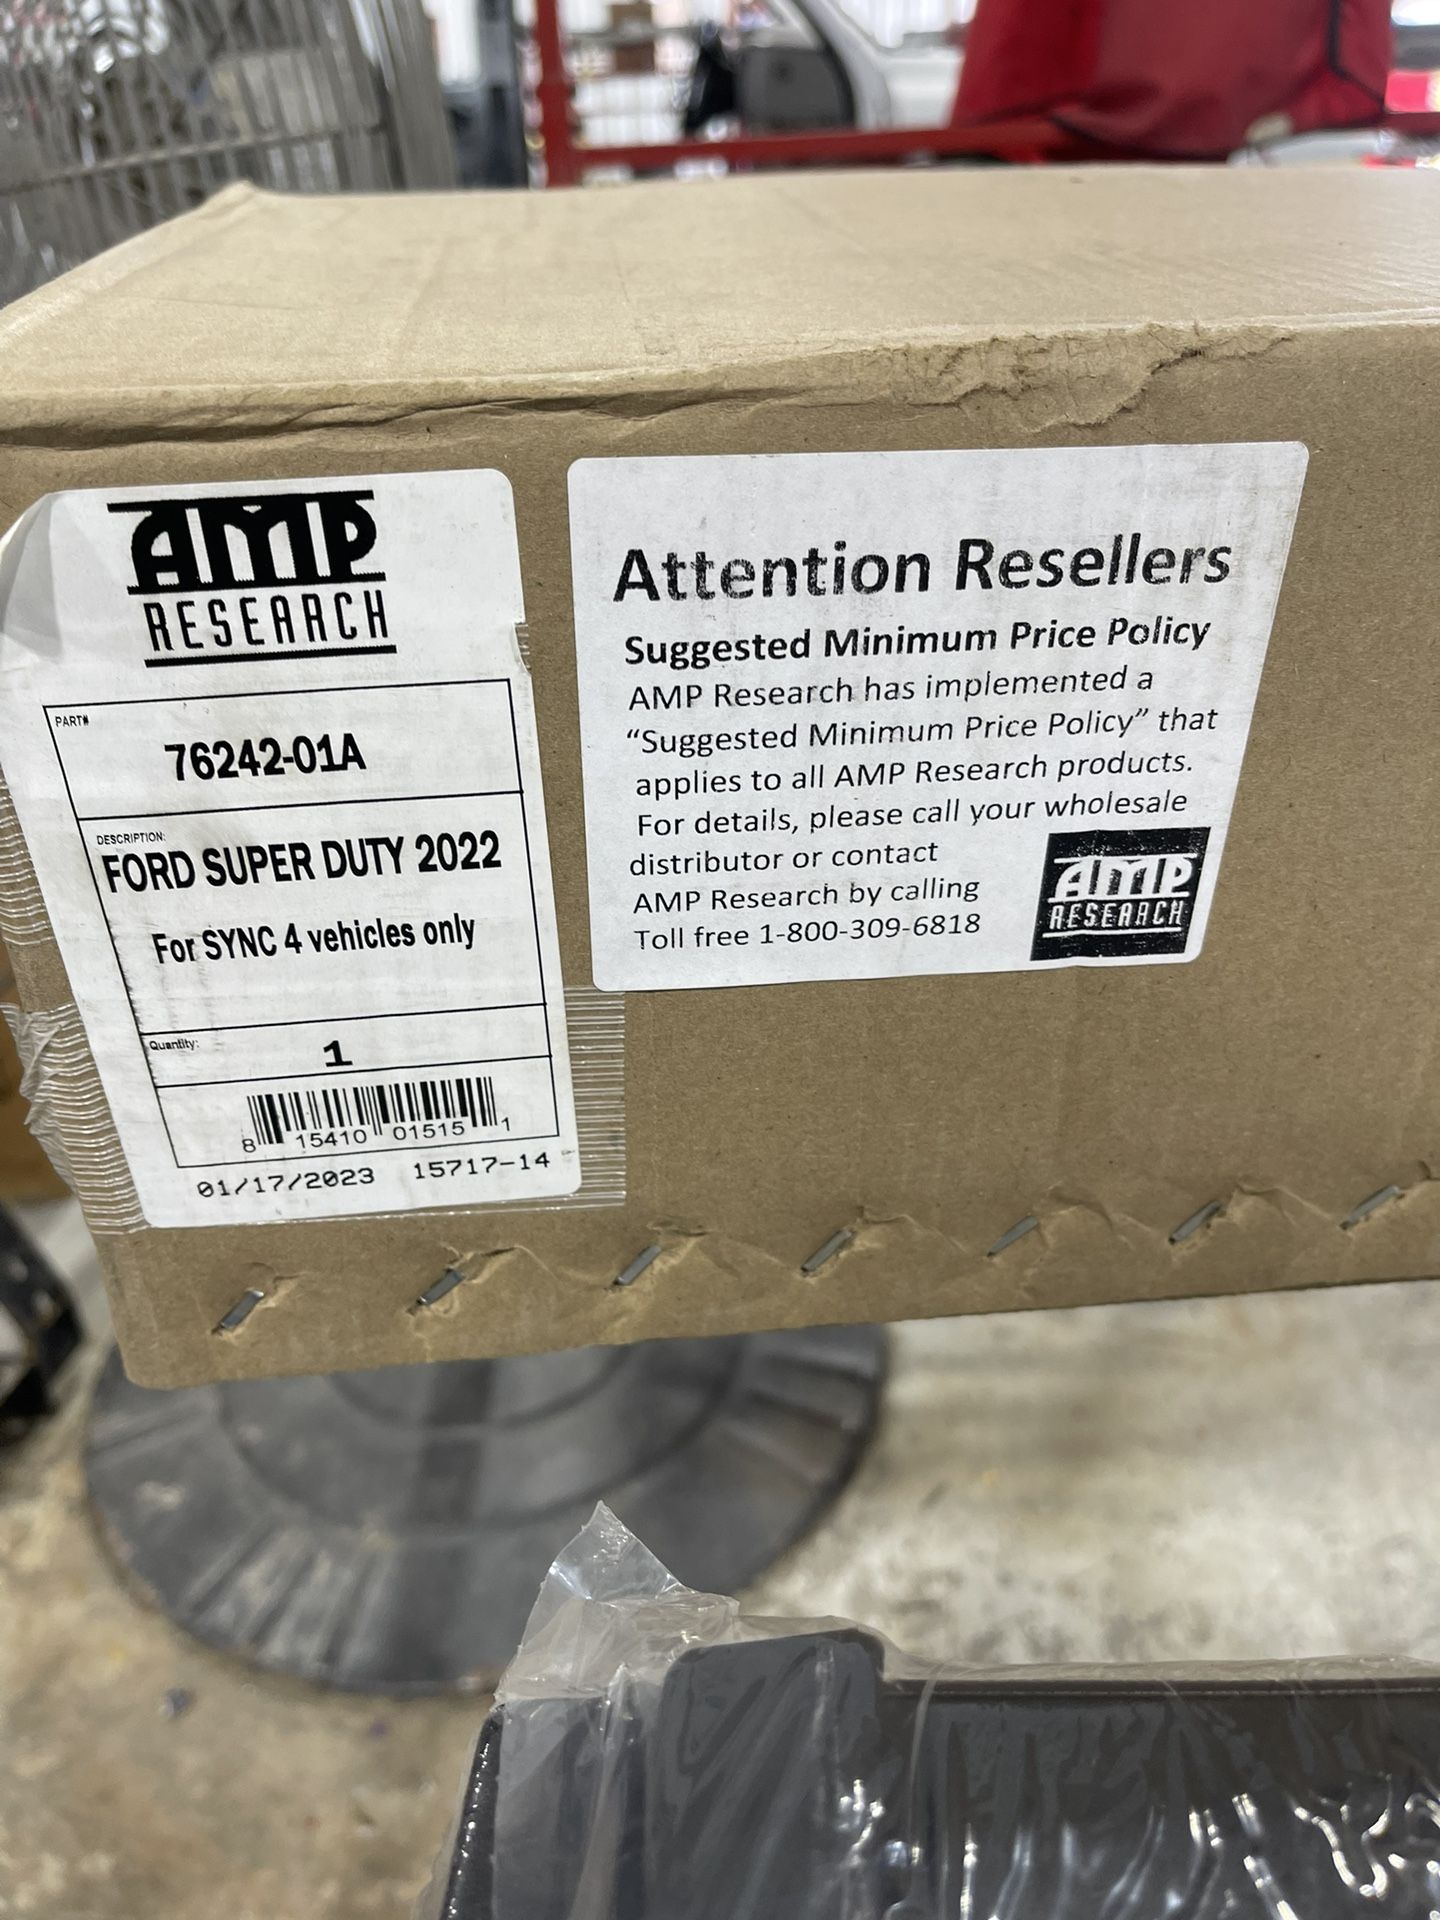 AMP
RESEARCH
PART#
76242-01A
DESCRIPTION:
FORD SUPER DUTY 2022
For SYNC 4 vehicles only
Quantity:
1
8 15410 01515 1
01/17/2023 15717-14
Attention Resellers
Suggested Minimum Price Policy
AMP Research has implemented a
“Suggested Minimum Price Policy” that
applies to all AMP Research products.
For details, please call your wholesale
distributor or contact
AMP Research by calling
Toll free 1-800-309-6818
AMP
RESEARCH